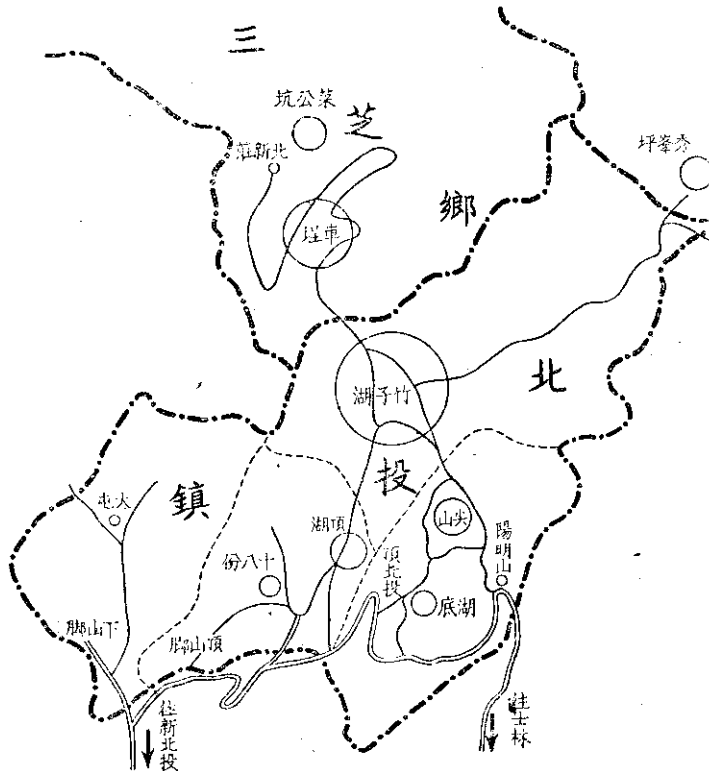 三芝鄉
菜公坑
北新莊
秀峯坪
車埕
竹子湖
北投鎮
大屯
頂湖
尖山
陽明山
十八份
頂北投
湖底
下山脚
頂山脚
往新北投
往士林